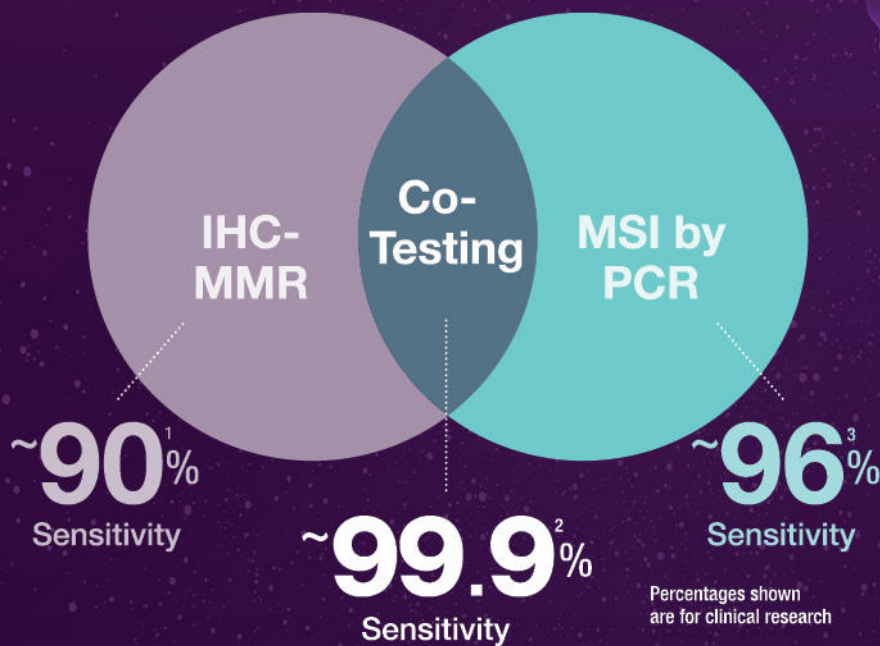 IHC-
MMR
Co-
Testing
MSI by
PCR
~90¹%
Sensitivity
~99.9²%
Sensitivity
~96³%
Sensitivity
Percentages shown
are for clinical research